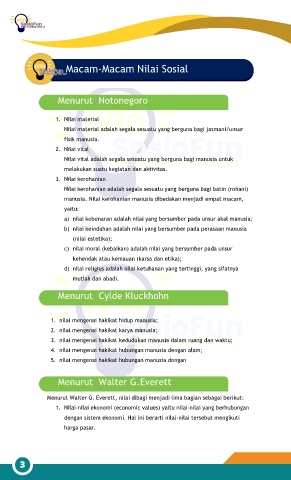 SosioFun
Macam-Macam Nilai Sosial
Menurut Notonegoro
1. Nilai material
Nilai material adalah segala sesuatu yang berguna bagi jasmani/unsur
fisik manusia.
2. Nilai vital
Nilai vital adalah segala sesuatu yang berguna bagi manusia untuk
melakukan suatu kegiatan dan aktivitas.
3. Nilai kerohanian
Nilai kerohanian adalah segala sesuatu yang berguna bagi batin (rohani)
manusia. Nilai kerohanian manusia dibedakan menjadi empat macam,
yaitu:
a) nilai kebenaran adalah nilai yang bersumber pada unsur akal manusia;
b) nilai keindahan adalah nilai yang bersumber pada perasaan manusia
(nilai estetika);
c) nilai moral (kebaikan) adalah nilai yang bersumber pada unsur
kehendak atau kemauan (karsa dan etika);
d) nilai religius adalah nilai ketuhanan yang tertinggi, yang sifatnya
mutlak dan abadi.
Menurut Cylde Kluckhohn
1. nilai mengenai hakikat hidup manusia;
2. nilai mengenai hakikat karya manusia;
3. nilai mengenai hakikat kedudukan manusia dalam ruang dan waktu;
4. nilai mengenai hakikat hubungan manusia dengan alam;
5. nilai mengenai hakikat hubungan manusia dengan
Menurut Walter G.Everett
Menurut Walter G. Everett, nilai dibagi menjadi lima bagian sebagai berikut:
1. Nilai-nilai ekonomi (economic values) yaitu nilai-nilai yang berhubungan
dengan sistem ekonomi. Hal ini berarti nilai-nilai tersebut mengikuti
harga pasar.
3